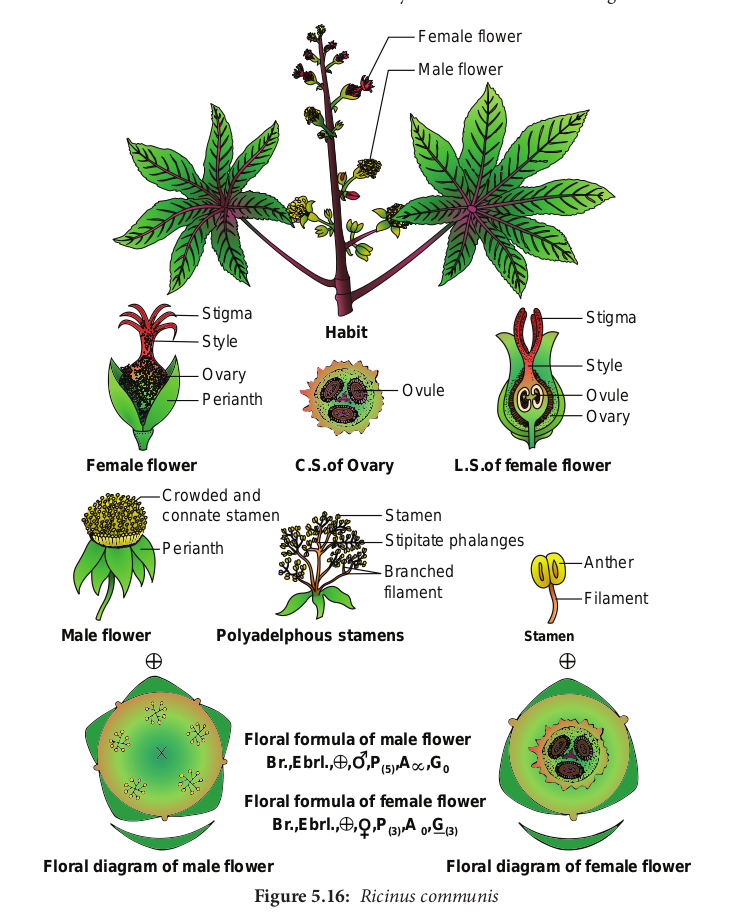 Female flower
Male flower
Habit
Stigma
Style
Ovary
Perianth
Female flower
Ovule
C.S.of Ovary
Stigma
Style
Ovule
Ovary
L.S.of female flower
Crowded and
connate stamen
Perianth
Male flower
Stamen
Stipitate phalanges
Branched
filament
Polyadelphous stamens
Anther
Filament
Stamen
Floral formula of male flower
Br.,Ebrl.,⊕,♂,P(5),A∞,G0
Floral formula of female flower
Br.,Ebrl.,⊕,♀,P(3),A0,G̲(3)
Floral diagram of male flower
Floral diagram of female flower
Figure 5.16: Ricinus communis